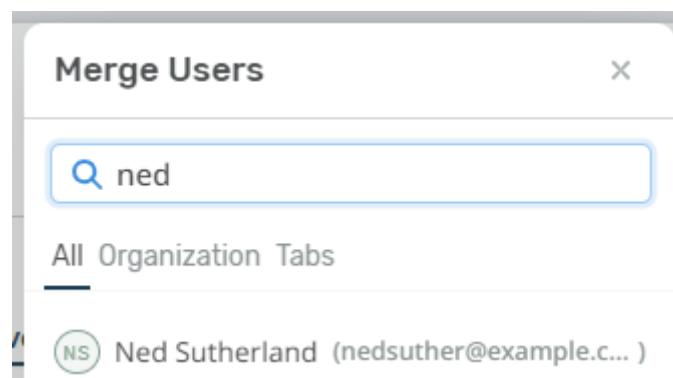 Merge Users ×
ned
All Organization Tabs
NS Ned Sutherland (nedsuther@example.c... )